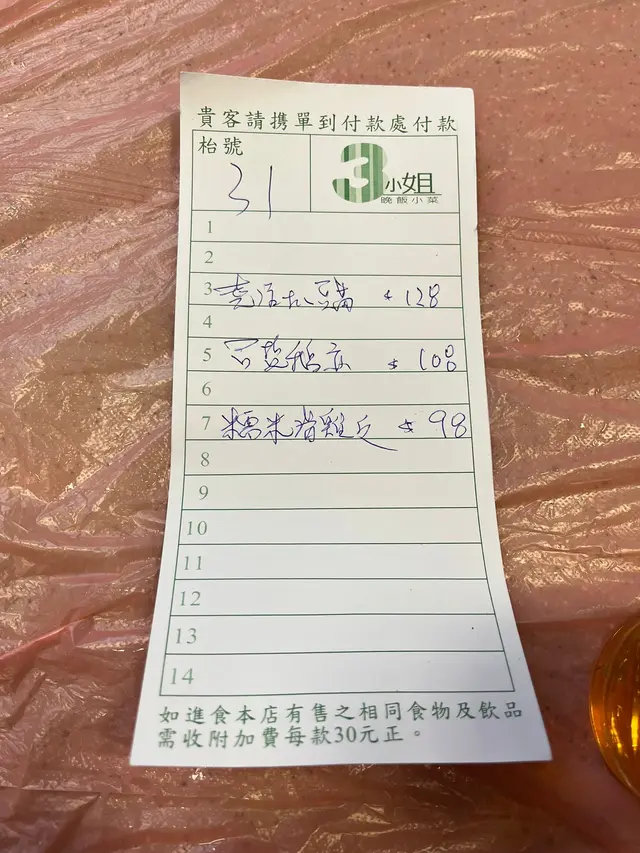 貴客請携單到付款處付款
枱號
31
3小姐
晚飯小菜
1
2
3 $128
4
5 $108
6
7 糯米 雞 $98
8
9
10
11
12
13
14
如進食本店有售之相同食物及飲品
需收附加費每款30元正。